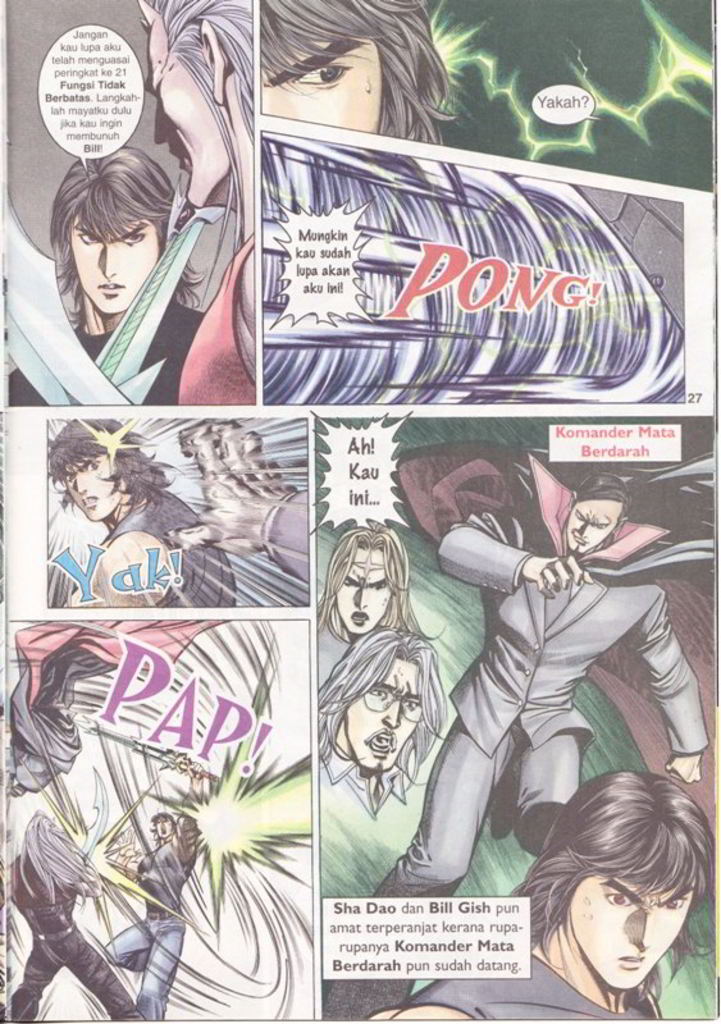 Jangan
kau lupa aku
telah menguasai
peringkat ke 21
Fungsi Tidak
Berbatas. Langkah-
lah mayatku dulu
jika kau ingin
membunuh
Bill!
Yakah?
Mungkin
kau sudah
lupa akan
aku ini!
PONG!
27
Yak!
Ah!
Kau
ini...
Komander Mata
Berdarah
PAP!
Sha Dao dan Bill Gish pun
amat terperanjat kerana rupa-
rupanya Komander Mata
Berdarah pun sudah datang.